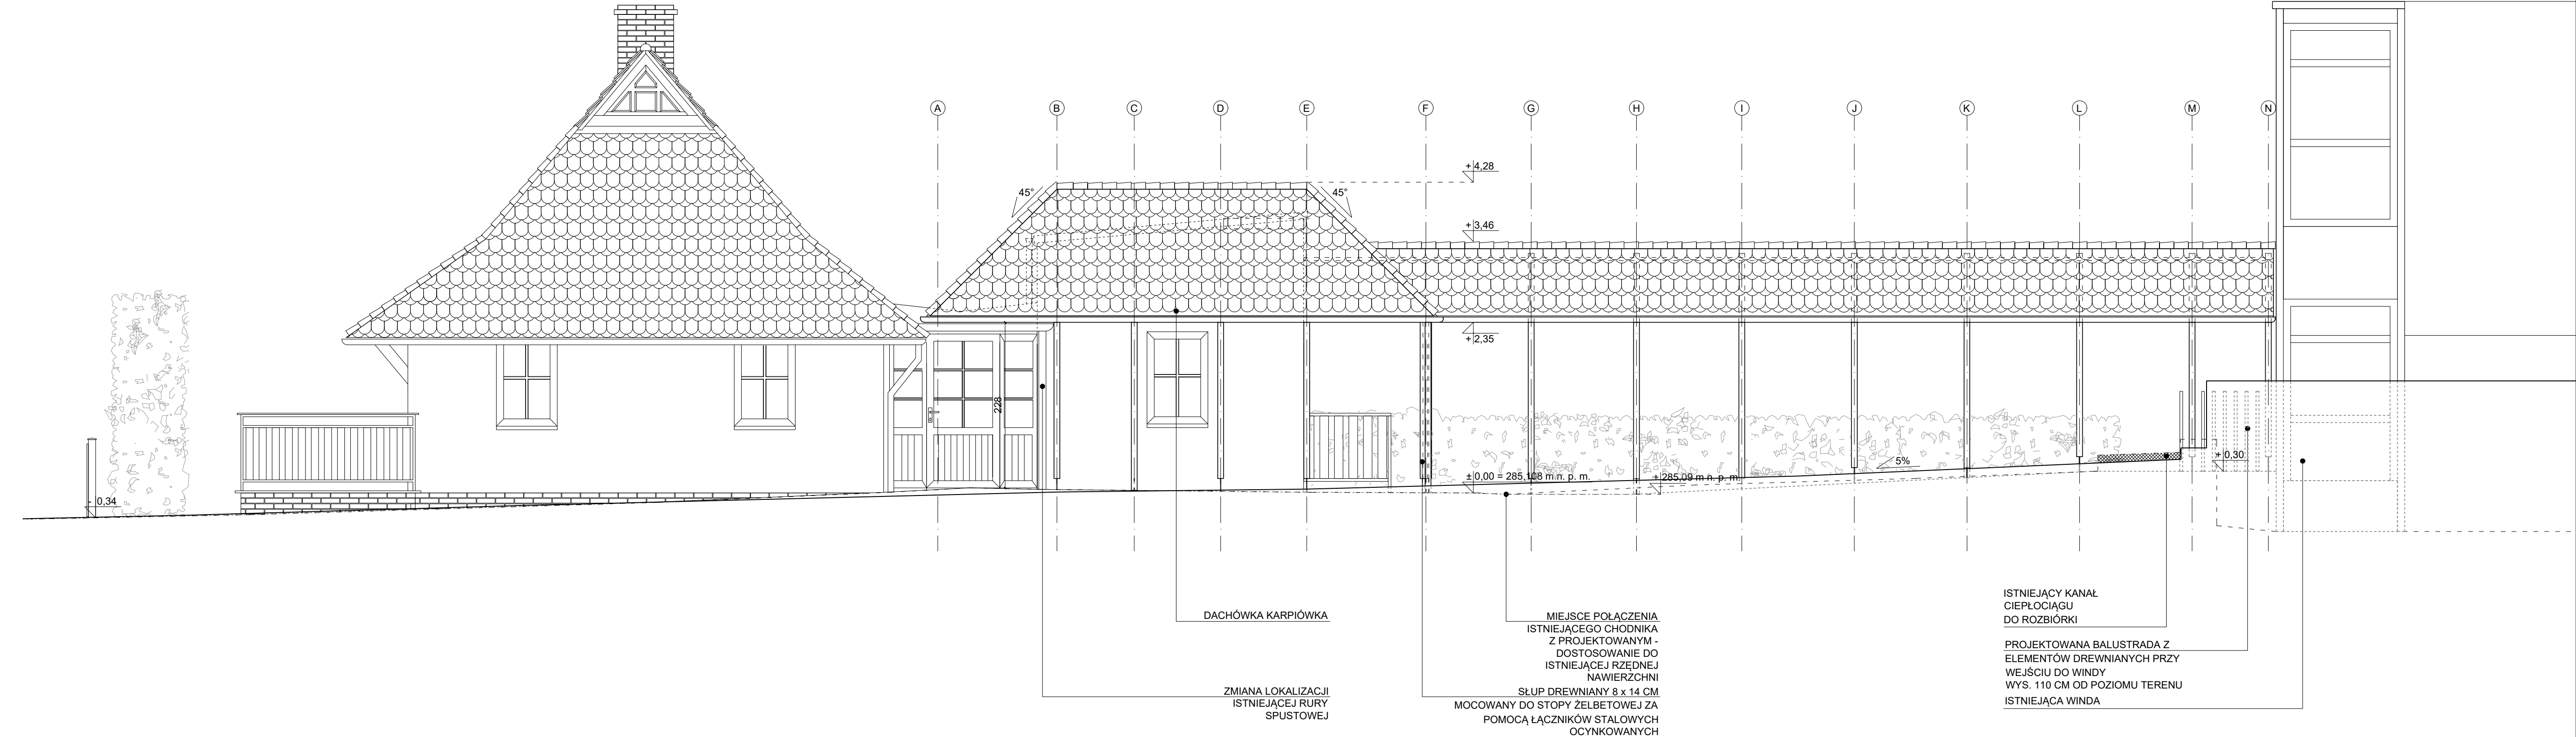 A
B
C
D
E
F
G
H
I
J
K
L
M
N
+4,28
45°
45°
+3,46
+2,35
228
5%
+ 0,30
± 0,00 = 285,108 m n. p. m.
+ 285,09 m n. p. m.
- 0,34
DACHÓWKA KARPIÓWKA
ZMIANA LOKALIZACJI
ISTNIEJĄCEJ RURY
SPUSTOWEJ
MIEJSCE POŁĄCZENIA
ISTNIEJĄCEGO CHODNIKA
Z PROJEKTOWANYM -
DOSTOSOWANIE DO
ISTNIEJĄCEJ RZĘDNEJ
NAWIERZCHNI
SŁUP DREWNIANY 8 x 14 CM
MOCOWANY DO STOPY ŻELBETOWEJ ZA
POMOCĄ ŁĄCZNIKÓW STALOWYCH
OCYNKOWANYCH
ISTNIEJĄCY KANAŁ
CIEPŁOCIĄGU
DO ROZBIÓRKI
PROJEKTOWANA BALUSTRADA Z
ELEMENTÓW DREWNIANYCH PRZY
WEJŚCIU DO WINDY
WYS. 110 CM OD POZIOMU TERENU
ISTNIEJĄCA WINDA